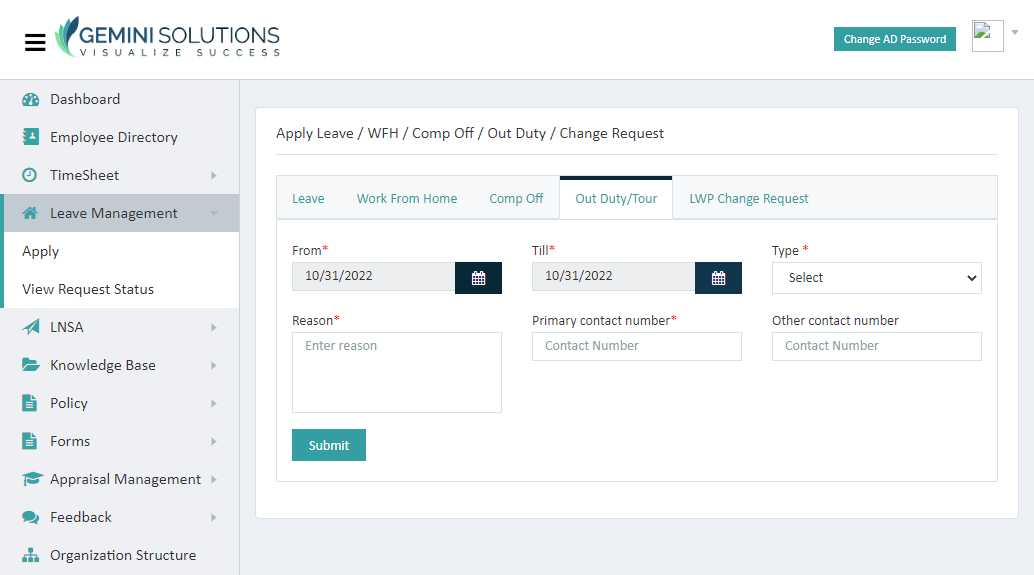 GEMINI SOLUTIONS
VISUALIZE SUCCESS
Change AD Password
Dashboard
Employee Directory
TimeSheet
Leave Management
Apply
View Request Status
LNSA
Knowledge Base
Policy
Forms
Appraisal Management
Feedback
Organization Structure
Apply Leave / WFH / Comp Off / Out Duty / Change Request
Leave Work From Home Comp Off Out Duty/Tour LWP Change Request
From* Till* Type *
10/31/2022 10/31/2022 Select
Reason* Primary contact number* Other contact number
Enter reason Contact Number Contact Number
Submit